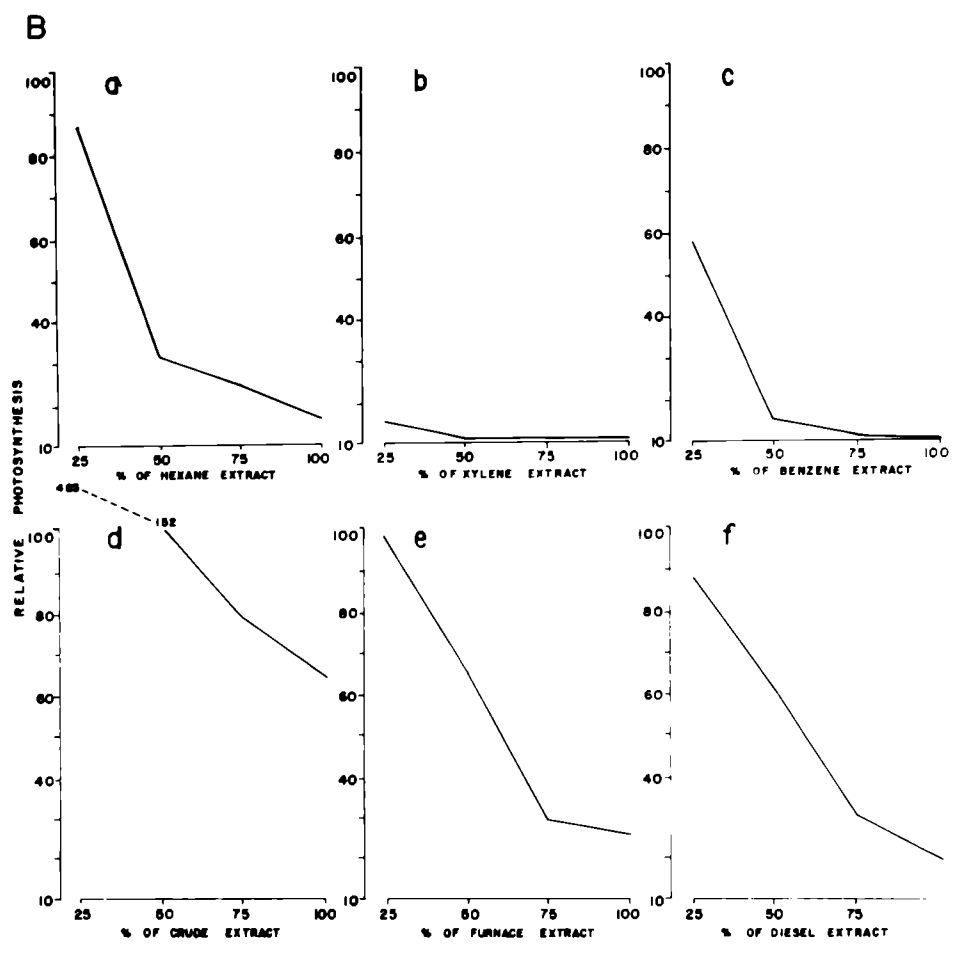 B
a
b
c
100
80
60
40
10
25 50 75 100
% OF HEXANE EXTRACT
100
80
60
40
10
25 50 75 100
% OF XYLENE EXTRACT
100
80
60
40
10
25 50 75 100
% OF BENZENE EXTRACT
RELATIVE PHOTOSYNTHESIS
152
d
e
f
100
80
60
40
10
25 50 75 100
% OF CRUDE EXTRACT
100
80
60
40
10
25 50 75 100
% OF FURNACE EXTRACT
100
80
60
40
10
25 50 75
% OF DIESEL EXTRACT